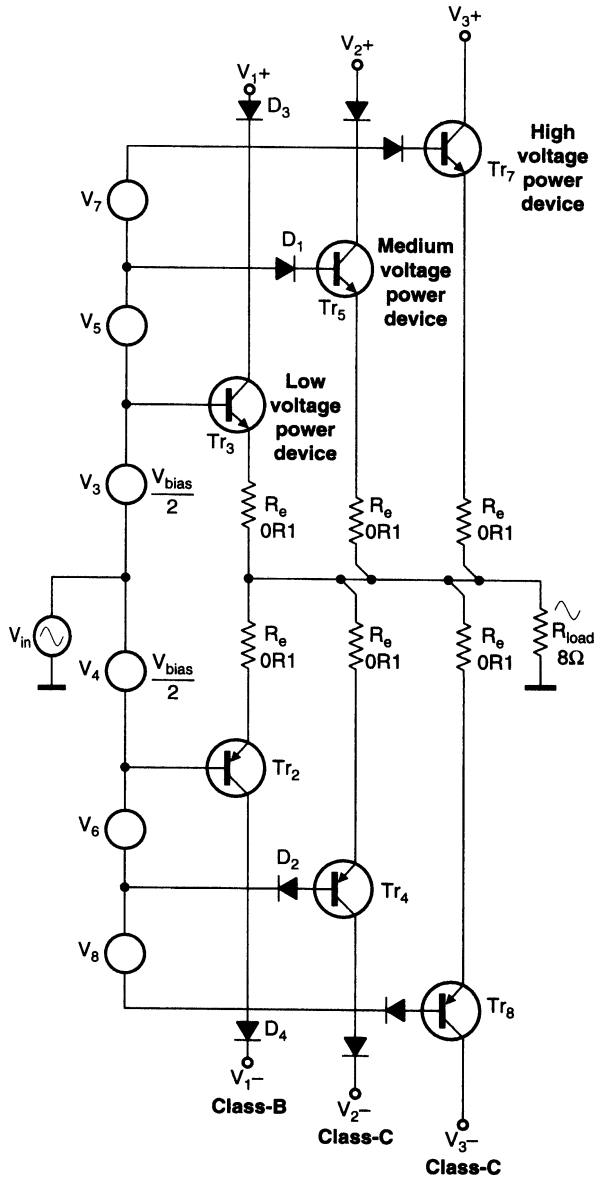 V3+
V2+
V1+
D3
High
voltage
power
device
Tr7
V7
D1
Medium
voltage
power
device
Tr5
V5
Low
voltage
power
device
Tr3
V3
Vbias
2
Re
0R1
Re
0R1
Re
0R1
Vin
Rload
8Ω
V4
Vbias
2
Re
0R1
Re
0R1
Re
0R1
Tr2
V6
D2
Tr4
V8
Tr8
D4
V1–
Class-B
V2–
Class-C
V3–
Class-C